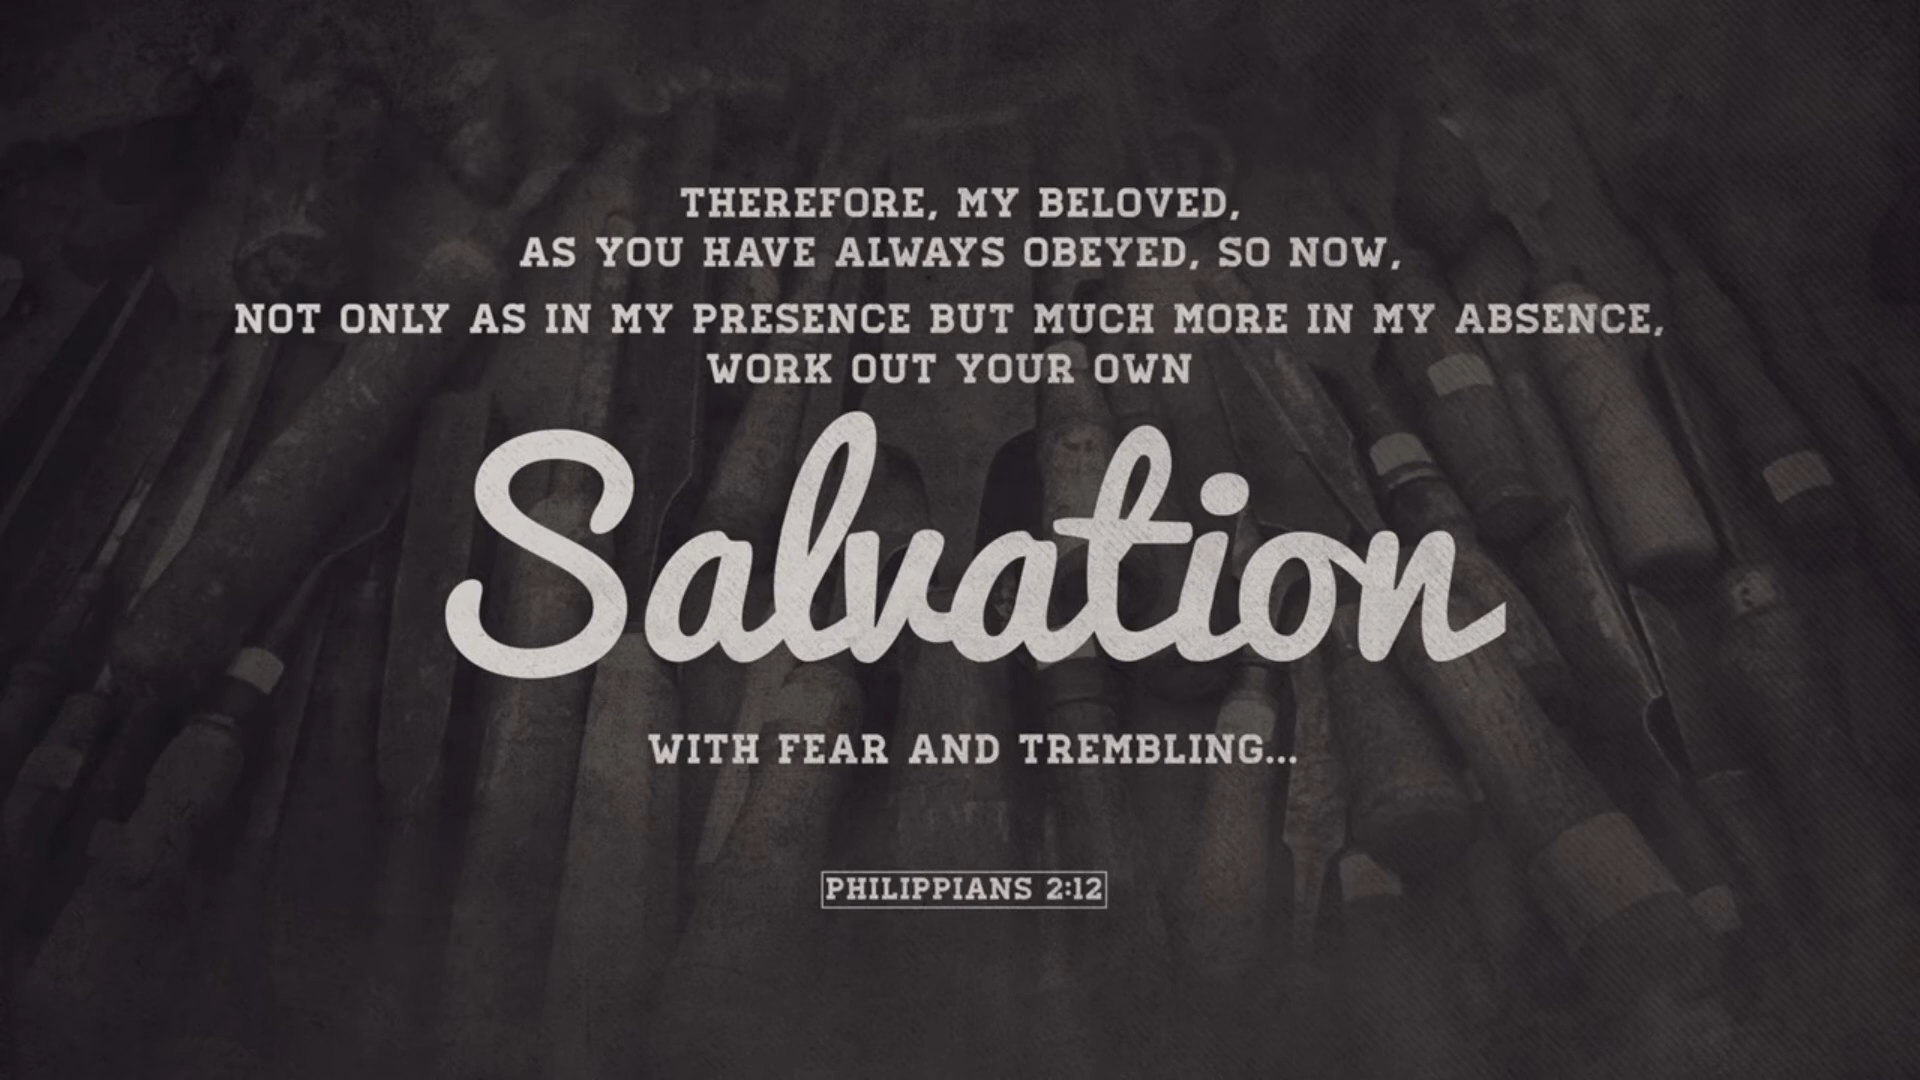 THEREFORE, MY BELOVED,
AS YOU HAVE ALWAYS OBEYED, SO NOW,
NOT ONLY AS IN MY PRESENCE BUT MUCH MORE IN MY ABSENCE,
WORK OUT YOUR OWN
Salvation
WITH FEAR AND TREMBLING...
PHILIPPIANS 2:12